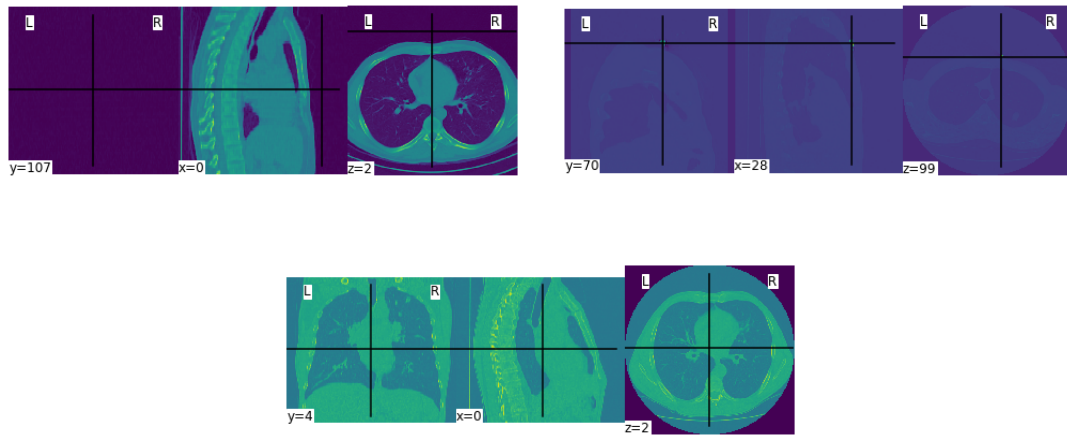 L R
y=107 x=0 z=2
L R
y=70 x=28 z=99
L R
y=4 x=0 z=2